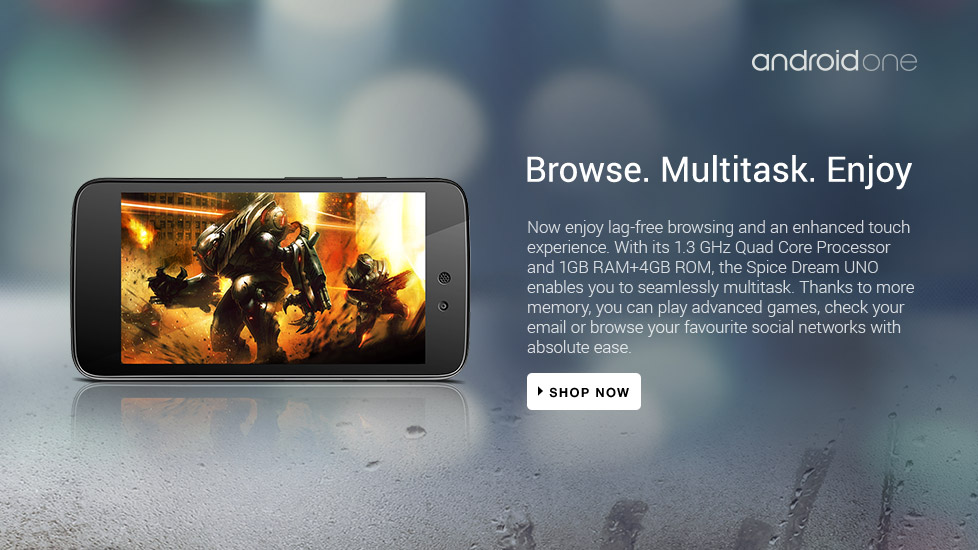 androidone
Browse. Multitask. Enjoy
Now enjoy lag-free browsing and an enhanced touch
experience. With its 1.3 GHz Quad Core Processor
and 1GB RAM+4GB ROM, the Spice Dream UNO
enables you to seamlessly multitask. Thanks to more
memory, you can play advanced games, check your
email or browse your favourite social networks with
absolute ease.
SHOP NOW